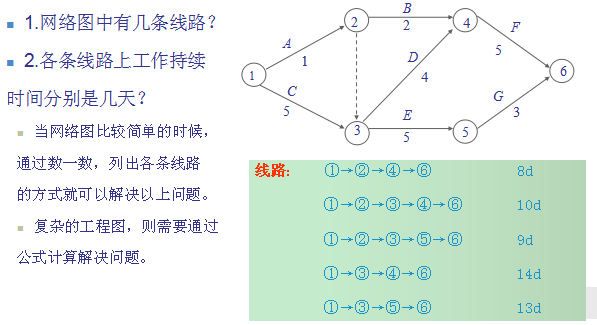 1.网络图中有几条线路？
2.各条线路上工作持续
时间分别是几天？
当网络图比较简单的时候，
通过数一数，列出各条线路
的方式就可以解决以上问题。
复杂的工程图，则需要通过
公式计算解决问题。
1
2
3
4
5
6
A
1
B
2
C
5
D
4
E
5
F
5
G
3
线路： ①→②→④→⑥ 8d
①→②→③→④→⑥ 10d
①→②→③→⑤→⑥ 9d
①→③→④→⑥ 14d
①→③→⑤→⑥ 13d